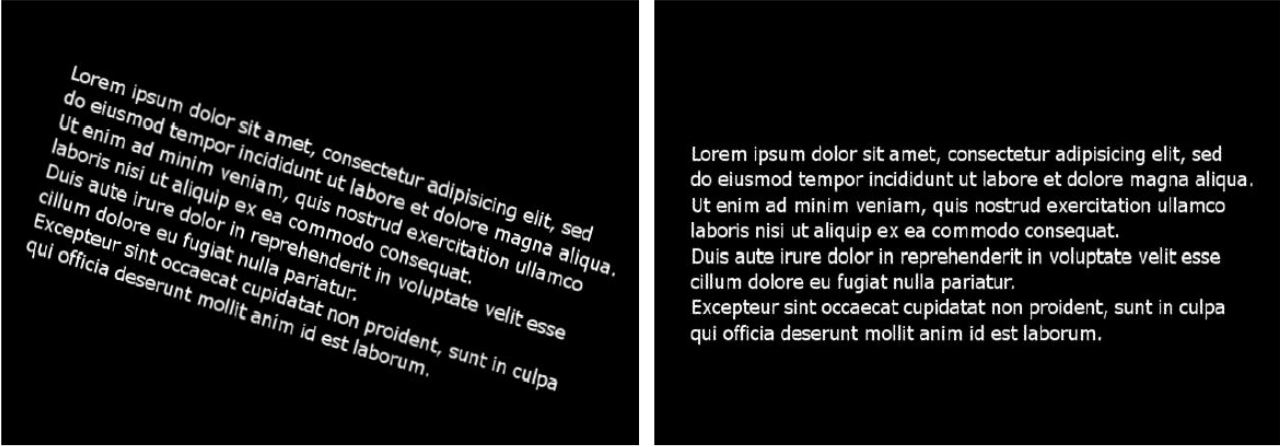 Lorem ipsum dolor sit amet, consectetur adipisicing elit, sed
do eiusmod tempor incididunt ut labore et dolore magna aliqua.
Ut enim ad minim veniam, quis nostrud exercitation ullamco
laboris nisi ut aliquip ex ea commodo consequat.
Duis aute irure dolor in reprehenderit in voluptate velit esse
cillum dolore eu fugiat nulla pariatur.
Excepteur sint occaecat cupidatat non proident, sunt in culpa
qui officia deserunt mollit anim id est laborum.
Lorem ipsum dolor sit amet, consectetur adipisicing elit, sed
do eiusmod tempor incididunt ut labore et dolore magna aliqua.
Ut enim ad minim veniam, quis nostrud exercitation ullamco
laboris nisi ut aliquip ex ea commodo consequat.
Duis aute irure dolor in reprehenderit in voluptate velit esse
cillum dolore eu fugiat nulla pariatur.
Excepteur sint occaecat cupidatat non proident, sunt in culpa
qui officia deserunt mollit anim id est laborum.